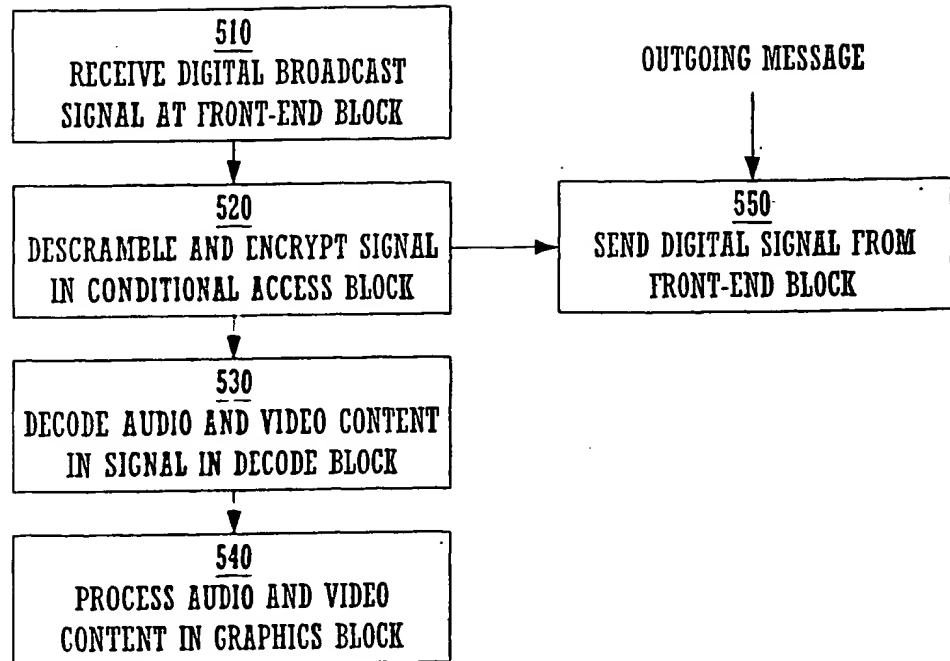 510
RECEIVE DIGITAL BROADCAST
SIGNAL AT FRONT-END BLOCK
OUTGOING MESSAGE
520
DESCRAMBLE AND ENCRYPT SIGNAL
IN CONDITIONAL ACCESS BLOCK
550
SEND DIGITAL SIGNAL FROM
FRONT-END BLOCK
530
DECODE AUDIO AND VIDEO CONTENT
IN SIGNAL IN DECODE BLOCK
540
PROCESS AUDIO AND VIDEO
CONTENT IN GRAPHICS BLOCK